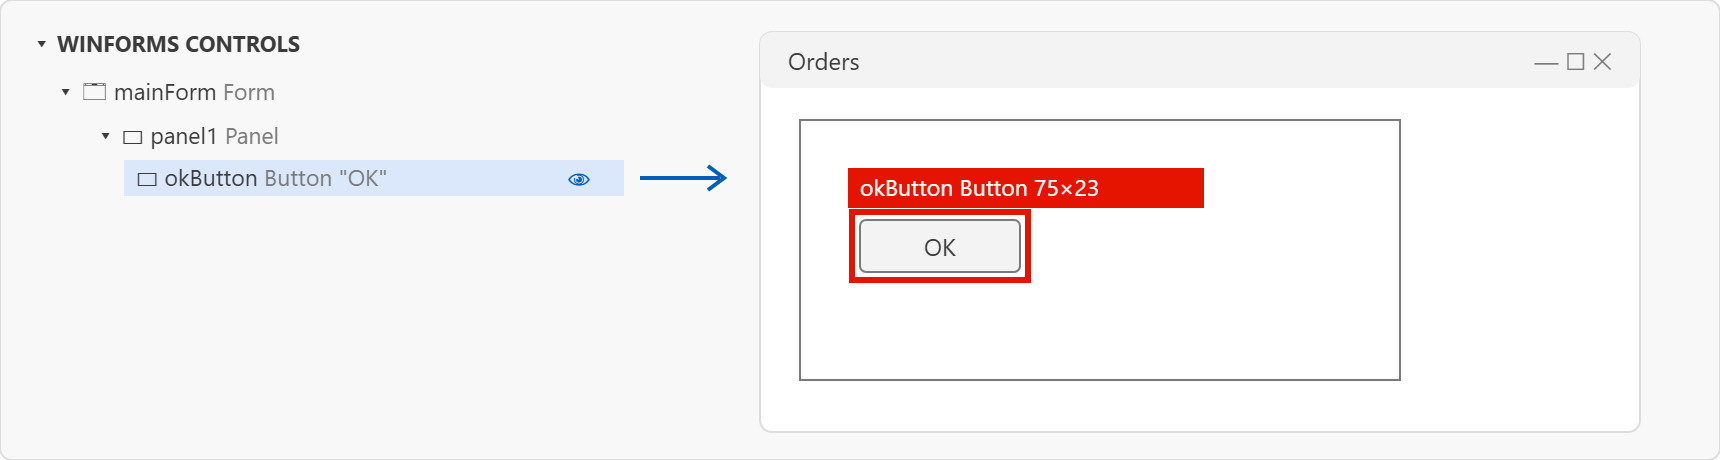 WINFORMS CONTROLS
mainForm Form
panel1 Panel
okButton Button "OK"
Orders
okButton Button 75×23
OK